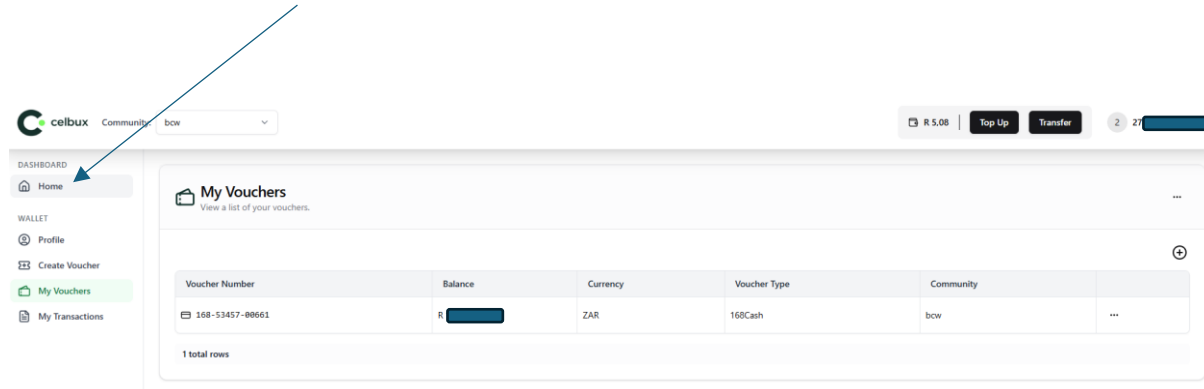 celbux Community: bcw R 5,08 Top Up Transfer 2 27
DASHBOARD
Home
WALLET
Profile
Create Voucher
My Vouchers
My Transactions
My Vouchers
View a list of your vouchers.
Voucher Number Balance Currency Voucher Type Community
168-53457-00661 R ZAR 168Cash bcw
1 total rows